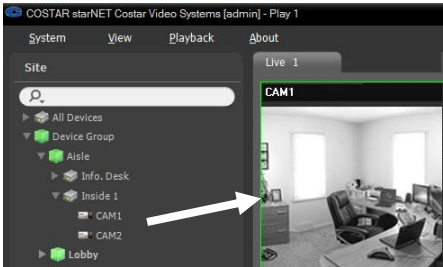 COSTAR starNET Costar Video Systems [admin] - Play 1
System View Playback About
Site
Live 1
CAM1
All Devices
Device Group
Aisle
Info. Desk
Inside 1
CAM1
CAM2
Lobby